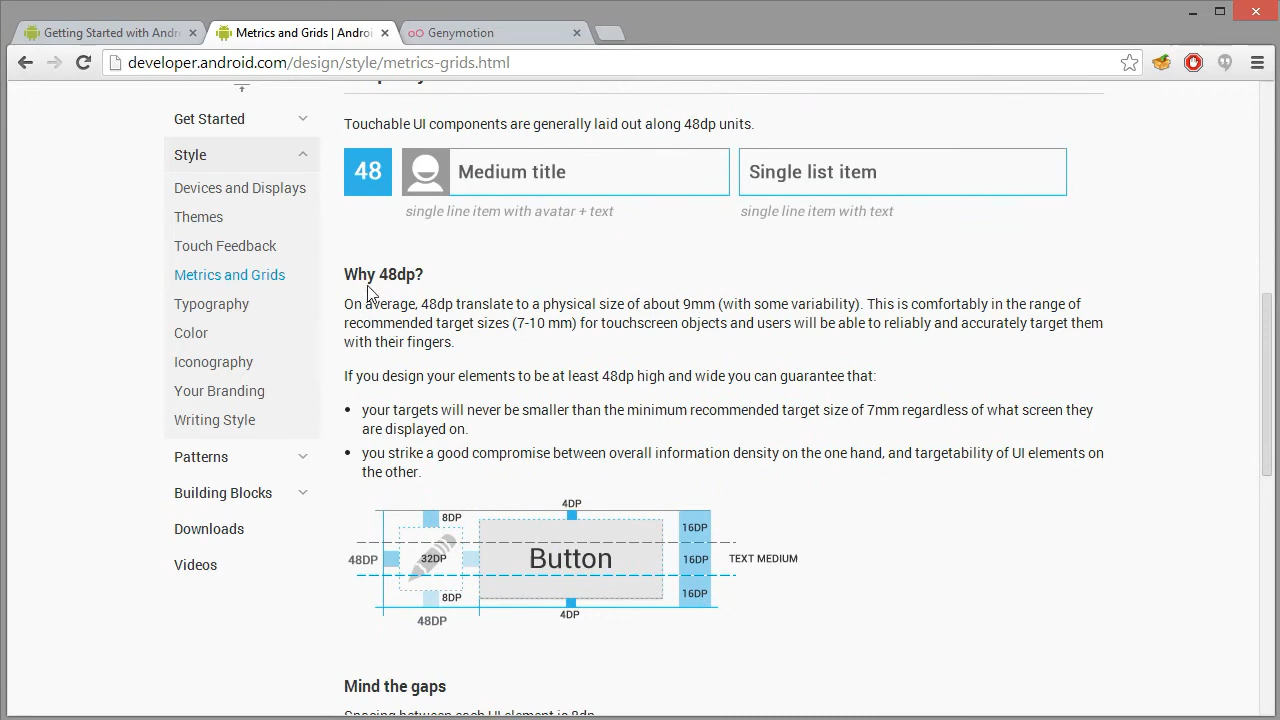 Getting Started with Andr
Metrics and Grids | Androi
Genymotion
developer.android.com/design/style/metrics-grids.html
Get Started
Style
Devices and Displays
Themes
Touch Feedback
Metrics and Grids
Typography
Color
Iconography
Your Branding
Writing Style
Patterns
Building Blocks
Downloads
Videos
Touchable UI components are generally laid out along 48dp units.
48
Medium title
Single list item
single line item with avatar + text
single line item with text
Why 48dp?
On average, 48dp translate to a physical size of about 9mm (with some variability). This is comfortably in the range of
recommended target sizes (7-10 mm) for touchscreen objects and users will be able to reliably and accurately target them
with their fingers.
If you design your elements to be at least 48dp high and wide you can guarantee that:
• your targets will never be smaller than the minimum recommended target size of 7mm regardless of what screen they
are displayed on.
• you strike a good compromise between overall information density on the one hand, and targetability of UI elements on
the other.
4DP
8DP
16DP
48DP
32DP
Button
16DP
TEXT MEDIUM
8DP
16DP
48DP
4DP
Mind the gaps
Spacing between each UI element is 8dp.